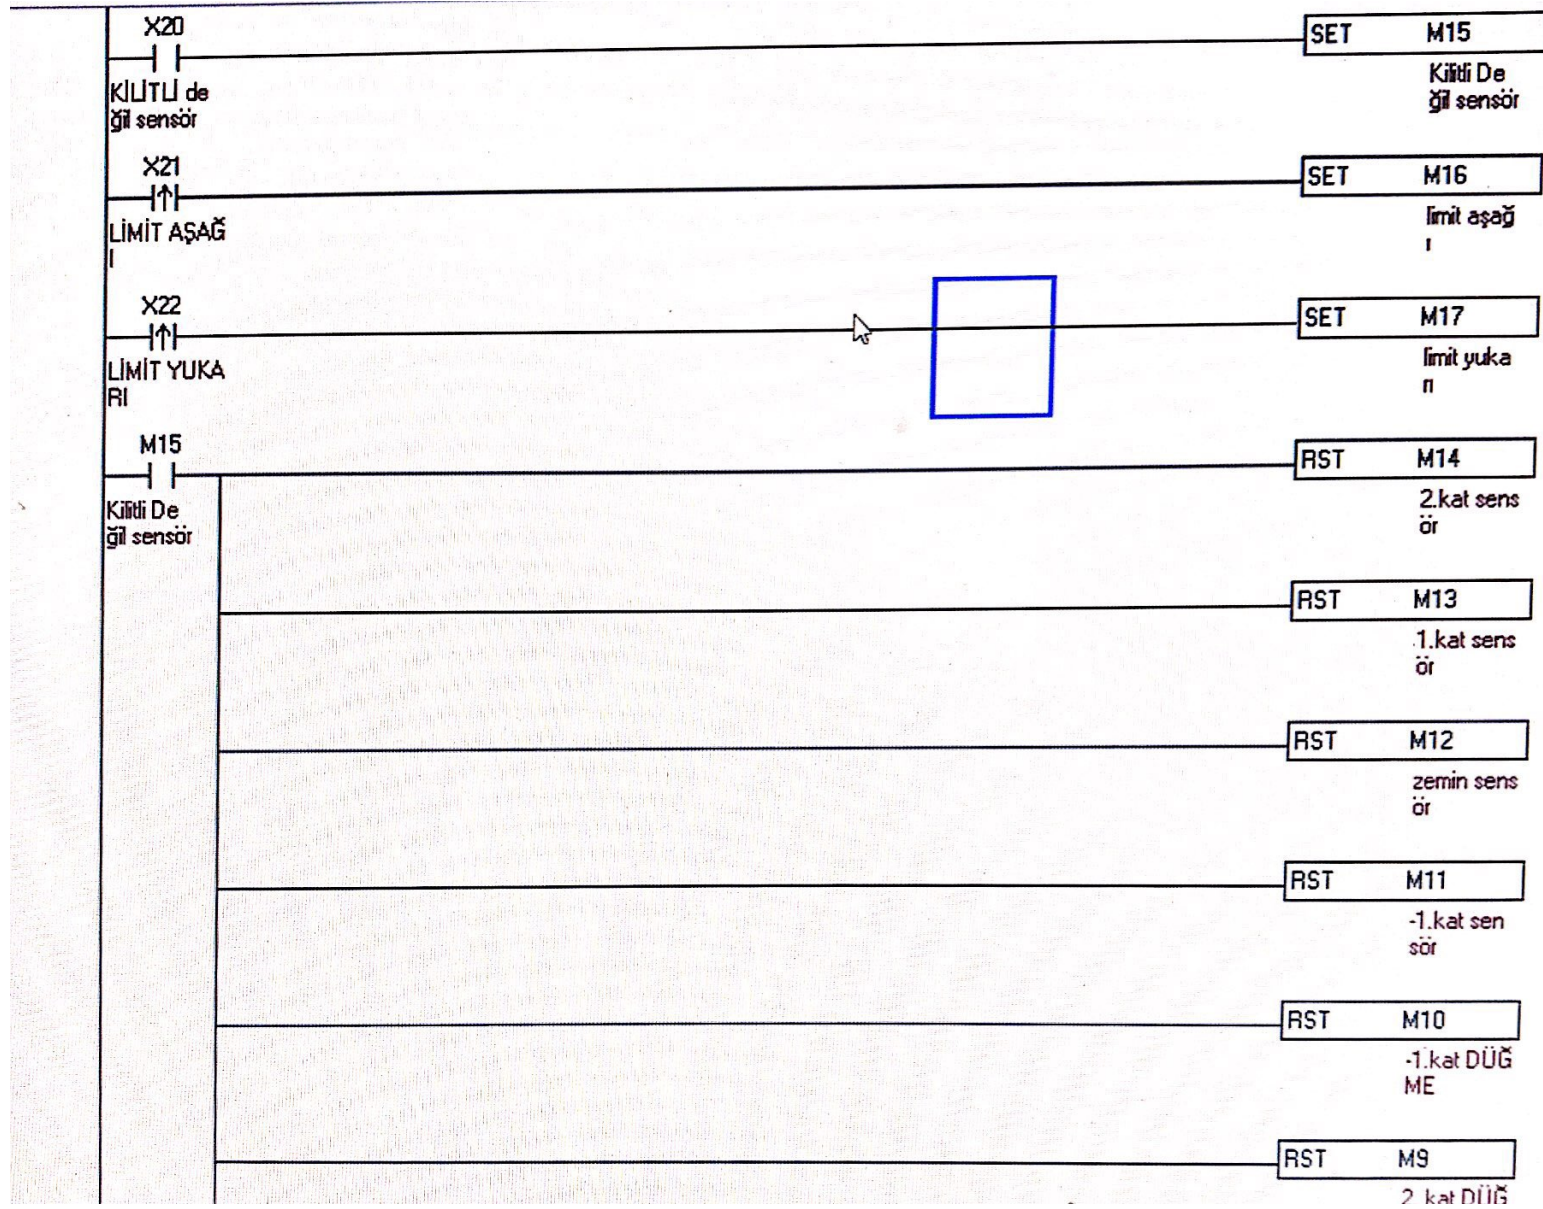 X20
SET M15
KİLİTLİ de
ğil sensör
Kilitli De
ğil sensör
X21
SET M16
LİMİT AŞAĞ
I
limit aşağ
ı
X22
SET M17
LİMİT YUKA
RI
limit yuka
rı
M15
RST M14
Kilitli De
ğil sensör
2.kat sens
ör
RST M13
1.kat sens
ör
RST M12
zemin sens
ör
RST M11
-1.kat sen
sör
RST M10
-1.kat DÜĞ
ME
RST M9
2. kat DÜĞ